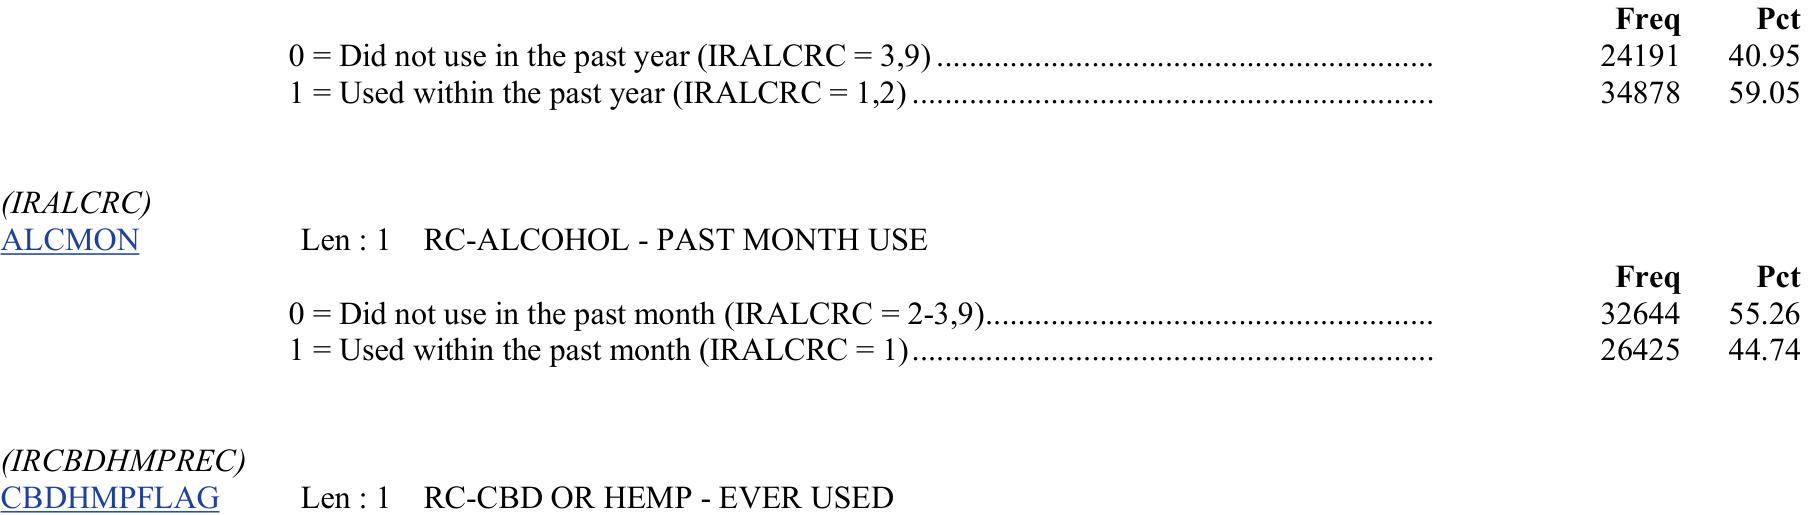 Freq Pct
0 = Did not use in the past year (IRALCRC = 3,9)............................................................. 24191 40.95
1 = Used within the past year (IRALCRC = 1,2)................................................................ 34878 59.05
(IRALCRC)
ALCMON Len : 1 RC-ALCOHOL - PAST MONTH USE
Freq Pct
0 = Did not use in the past month (IRALCRC = 2-3,9)....................................................... 32644 55.26
1 = Used within the past month (IRALCRC = 1)................................................................ 26425 44.74
(IRCBDHMPREC)
CBDHMPFLAG Len : 1 RC-CBD OR HEMP - EVER USED